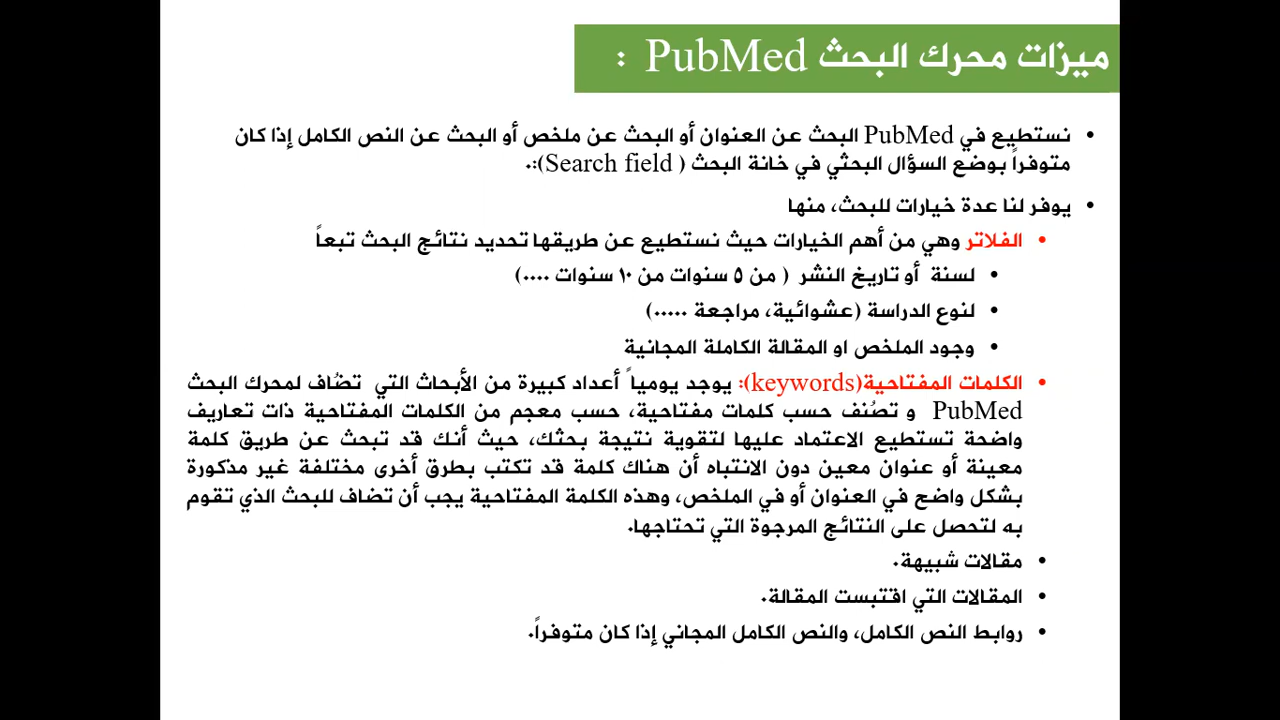 ميزات محرك البحث PubMed :
• نستطيع في PubMed البحث عن العنوان أو البحث عن ملخص أو البحث عن النص الكامل إذا كان
متوفراً بوضع السؤال البحثي في خانة البحث ( Search field):.
• يوفر لنا عدة خيارات للبحث، منها
• الفلاتر وهي من أهم الخيارات حيث نستطيع عن طريقها تحديد نتائج البحث تبعاً
• لسنة أو تاريخ النشر ( من ٥ سنوات من ١٠ سنوات ....)
• لنوع الدراسة (عشوائية، مراجعة .....)
• وجود الملخص او المقالة الكاملة المجانية
• الكلمات المفتاحية(keywords): يوجد يومياً أعداد كبيرة من الأبحاث التي تضُاف لمحرك البحث
PubMed و تصُنف حسب كلمات مفتاحية، حسب معجم من الكلمات المفتاحية ذات تعاريف
واضحة تستطيع الاعتماد عليها لتقوية نتيجة بحثك، حيث أنك قد تبحث عن طريق كلمة
معينة أو عنوان معين دون الانتباه أن هناك كلمة قد تكتب بطرق أخرى مختلفة غير مذكورة
بشكل واضح في العنوان أو في الملخص، وهذه الكلمة المفتاحية يجب أن تضاف للبحث الذي تقوم
به لتحصل على النتائج المرجوة التي تحتاجها.
• مقالات شبيهة.
• المقالات التي اقتبست المقالة.
• روابط النص الكامل، والنص الكامل المجاني إذا كان متوفراً.